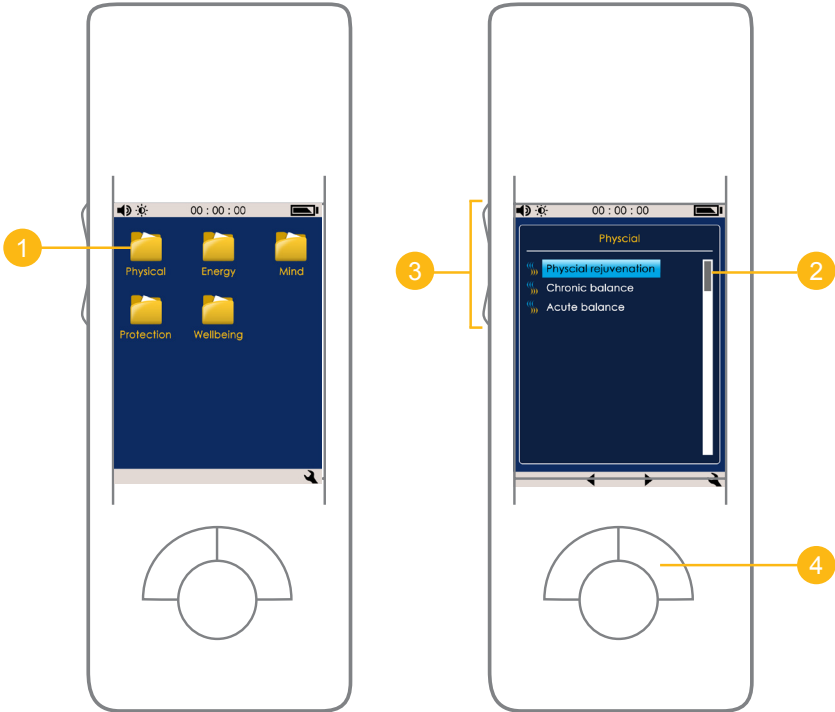 00 : 00 : 00
Physical Energy Mind
Protection Wellbeing
1
00 : 00 : 00
Physcial
Physcial rejuvenation
Chronic balance
Acute balance
3
2
4